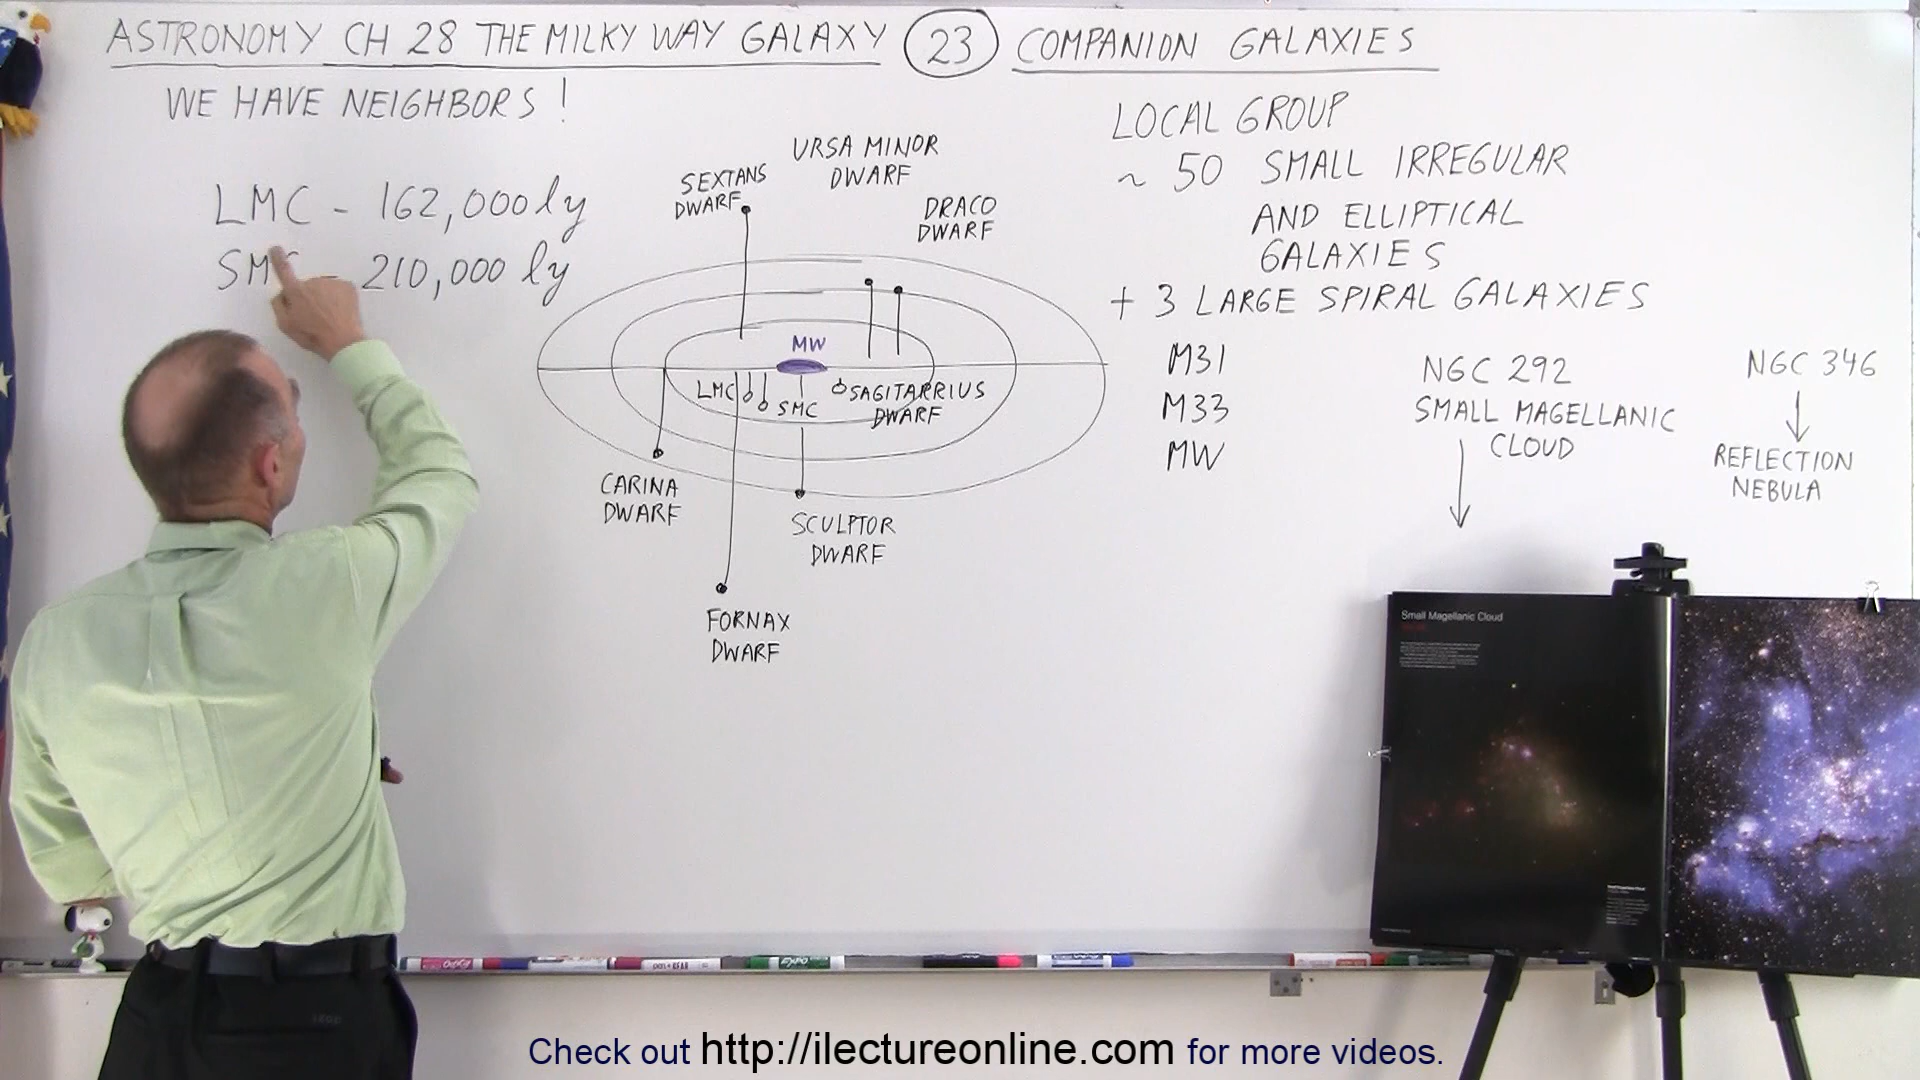 ASTRONOMY CH 28 THE MILKY WAY GALAXY 23 COMPANION GALAXIES
WE HAVE NEIGHBORS!
LMC - 162,000 ly
SMC - 210,000 ly
SEXTANS
DWARF
URSA MINOR
DWARF
DRACO
DWARF
MW
LMC
SMC
SAGITARRIUS
DWARF
CARINA
DWARF
SCULPTOR
DWARF
FORNAX
DWARF
LOCAL GROUP
~ 50 SMALL IRREGULAR
AND ELLIPTICAL
GALAXIES
+ 3 LARGE SPIRAL GALAXIES
M31
M33
MW
NGC 292
SMALL MAGELLANIC
CLOUD
NGC 346
REFLECTION
NEBULA
Small Magellanic Cloud
EXPO
IZOD
Check out http://ilectureonline.com for more videos.